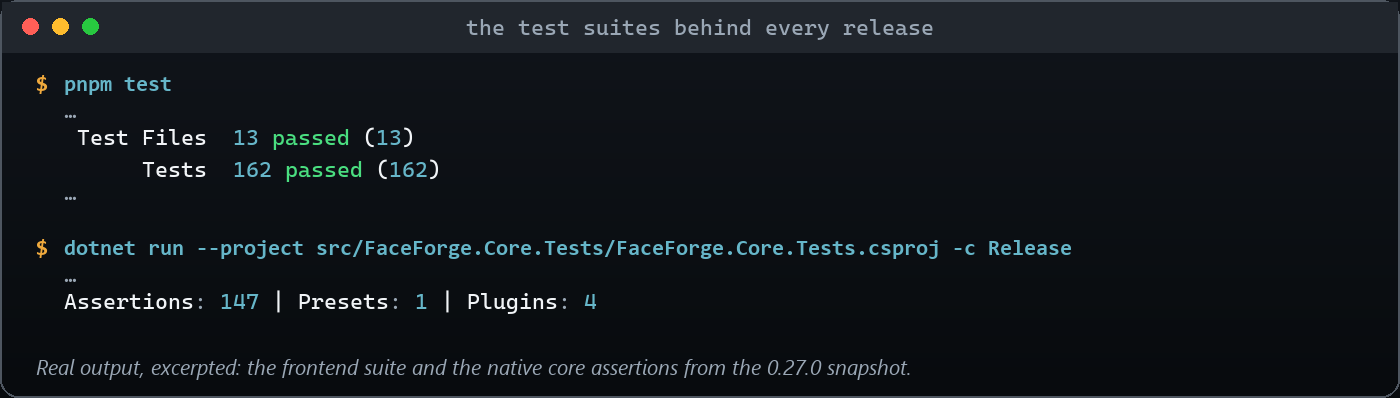 the test suites behind every release
$ pnpm test
…
Test Files  13 passed (13)
Tests  162 passed (162)
…
$ dotnet run --project src/FaceForge.Core.Tests/FaceForge.Core.Tests.csproj -c Release
…
Assertions: 147 | Presets: 1 | Plugins: 4
Real output, excerpted: the frontend suite and the native core assertions from the 0.27.0 snapshot.